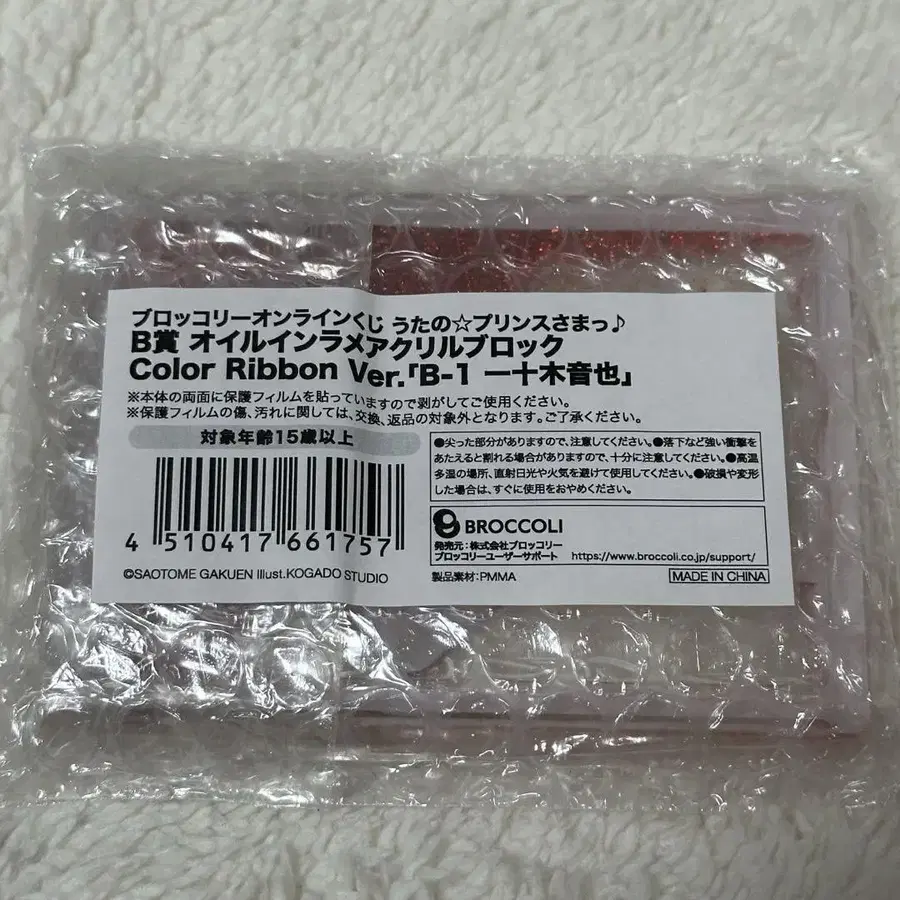 ブロッコリーオンラインくじ うたの☆プリンスさまっ♪
B賞 オイルインラメアクリルブロック
Color Ribbon Ver.「B-1 一十木音也」
※本体の両面に保護フィルムを貼っていますので剥がしてご使用ください。
※保護フィルムの傷、汚れに関しては、交換、返品の対象外となります。ご了承ください。
対象年齢15歳以上
●尖った部分がありますので、注意してください。●落下など強い衝撃を
あたえると割れる場合がありますので、十分に注意してください。●高温
多湿の場所、直射日光や火気を避けて使用してください。●破損や変形
した場合は、すぐに使用をおやめください。
4 510417 661757
BROCCOLI
発売元:株式会社ブロッコリー
ブロッコリーユーザーサポート https://www.broccoli.co.jp/support/
©SAOTOME GAKUEN Illust.KOGADO STUDIO
製品素材:PMMA
MADE IN CHINA